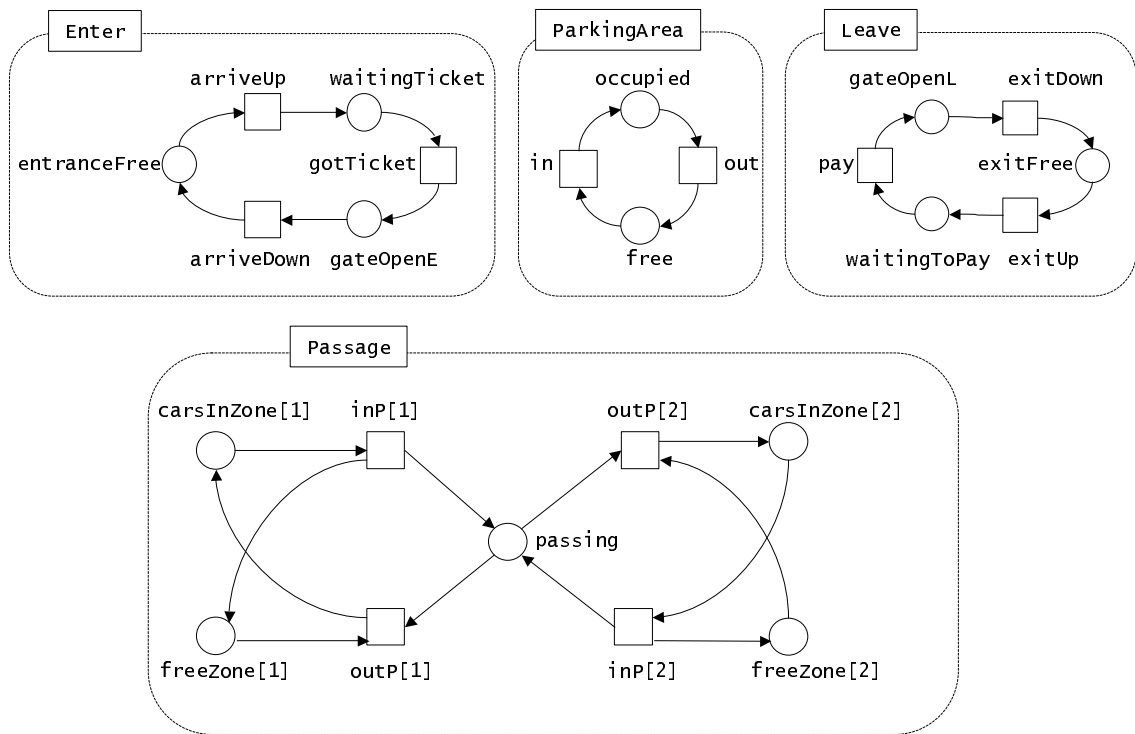 Enter
ParkingArea
Leave
arriveUp
waitingTicket
entranceFree
gotTicket
arriveDown
gateOpenE
occupied
in
out
free
gateOpenL
exitDown
pay
exitFree
waitingToPay
exitUp
Passage
carsInZone[1]
inP[1]
outP[2]
carsInZone[2]
passing
freeZone[1]
outP[1]
inP[2]
freeZone[2]